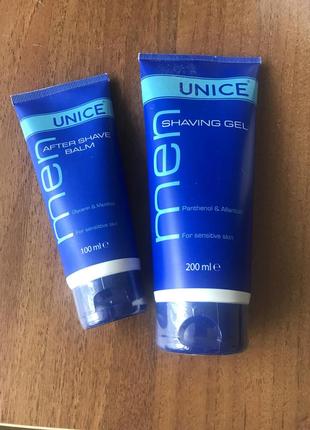 UNICE
men
AFTER SHAVE
BALM
Glycerin & Menthol
For sensitive skin
100 ml e
UNICE
men
SHAVING GEL
Panthenol & Allantoin
For sensitive skin
200 ml e